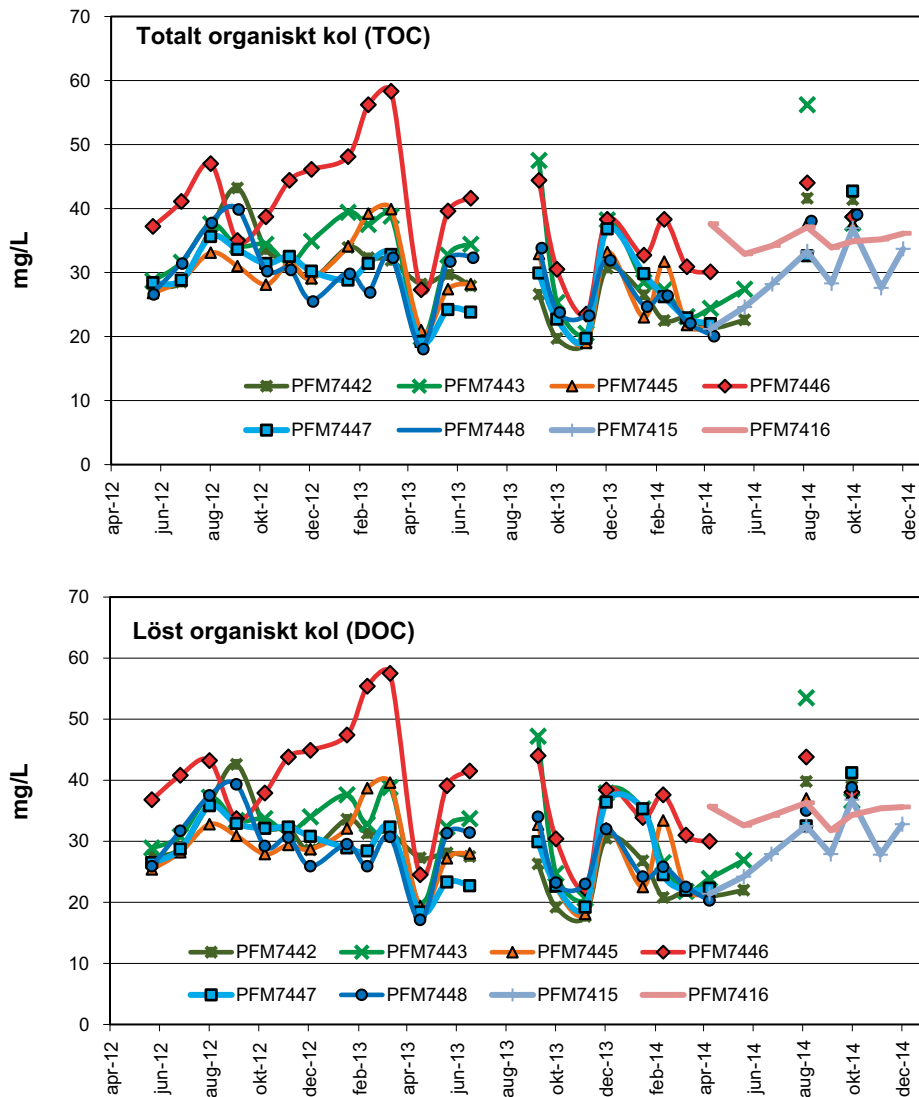 Totalt organiskt kol (TOC)
mg/L
70
60
50
40
30
20
10
0
PFM7442 PFM7443 PFM7445 PFM7446
PFM7447 PFM7448 PFM7415 PFM7416
apr-12 jun-12 aug-12 okt-12 dec-12 feb-13 apr-13 jun-13 aug-13 okt-13 dec-13 feb-14 apr-14 jun-14 aug-14 okt-14 dec-14
Löst organiskt kol (DOC)
mg/L
70
60
50
40
30
20
10
0
PFM7442 PFM7443 PFM7445 PFM7446
PFM7447 PFM7448 PFM7415 PFM7416
apr-12 jun-12 aug-12 okt-12 dec-12 feb-13 apr-13 jun-13 aug-13 okt-13 dec-13 feb-14 apr-14 jun-14 aug-14 okt-14 dec-14